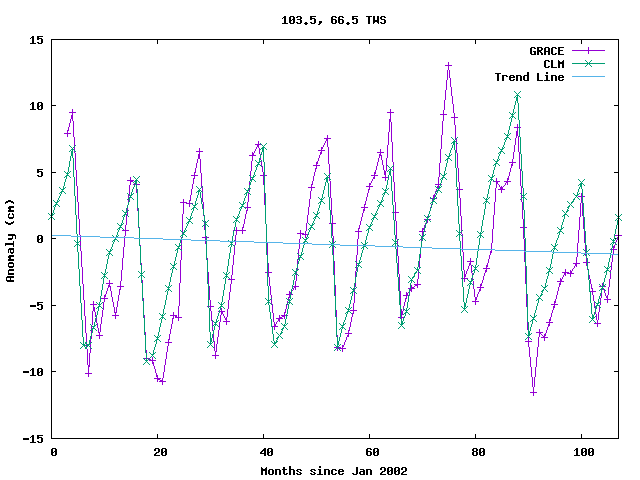 103.5, 66.5 TWS
GRACE
CLM
Trend Line
15
10
5
0
-5
-10
-15
Anomaly (cm)
0 20 40 60 80 100
Months since Jan 2002